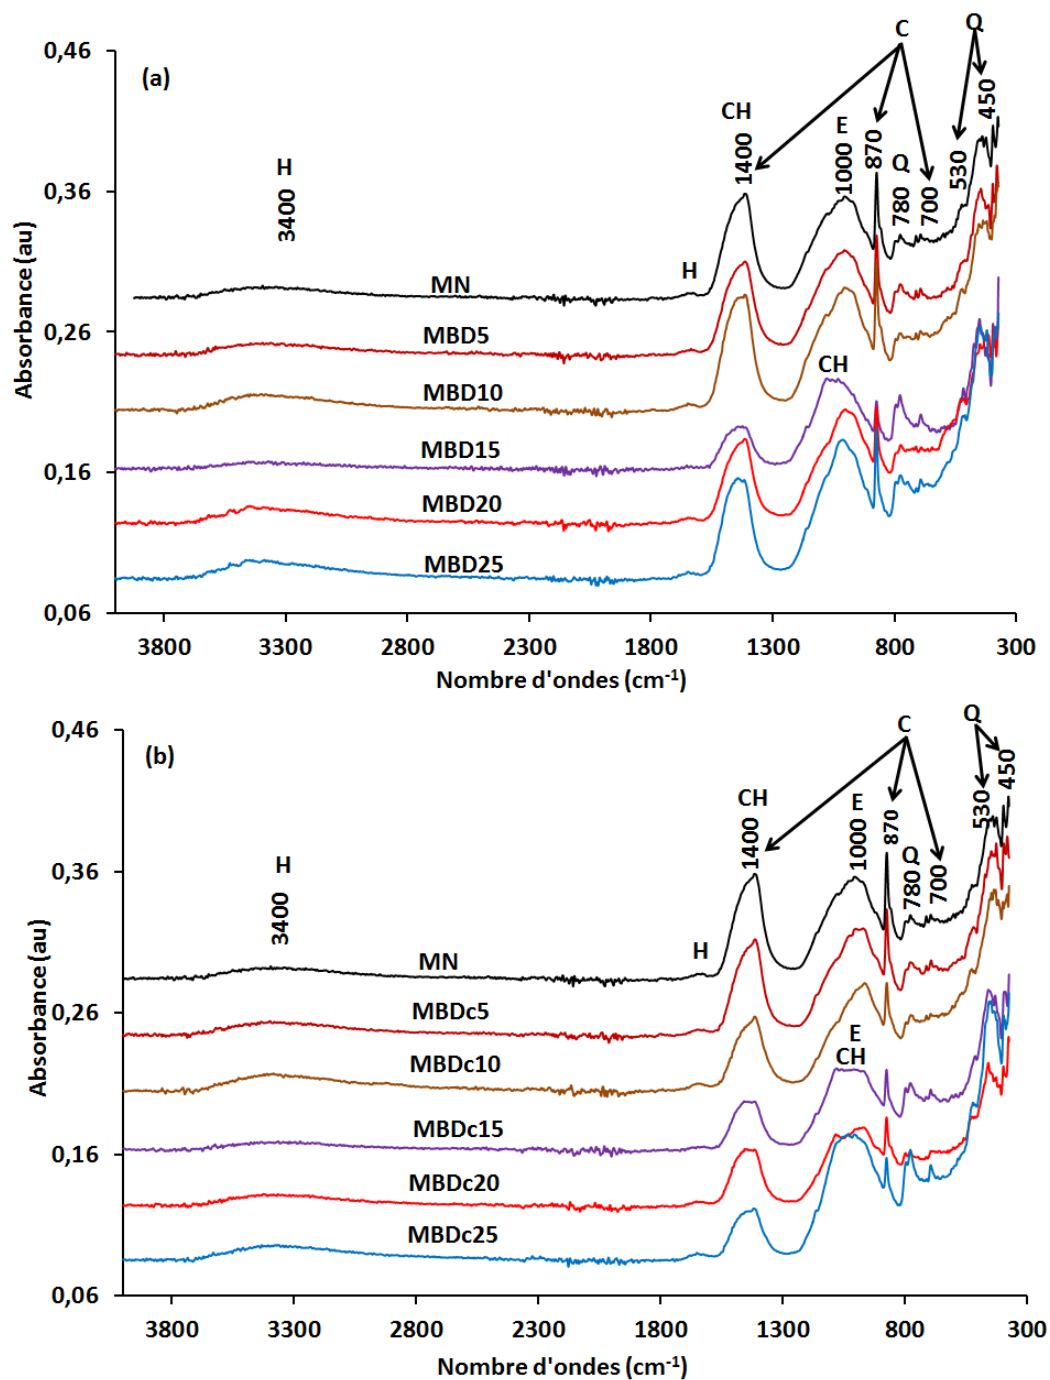 C Q
0,46
(a)
450
CH
E
870
530
1400
1000
Q
H
780
700
0,36
3400
H
MN
Absorbance (au)
0,26
MBD5
CH
MBD10
MBD15
0,16
MBD20
MBD25
0,06
3800 3300 2800 2300 1800 1300 800 300
Nombre d'ondes (cm-1)
C Q
0,46
(b)
450
530
CH
E
870
1400
1000
Q
780
700
0,36
H
3400
H
MN
Absorbance (au)
0,26
MBDc5
E
MBDc10
CH
MBDc15
0,16
MBDc20
MBDc25
0,06
3800 3300 2800 2300 1800 1300 800 300
Nombre d'ondes (cm-1)